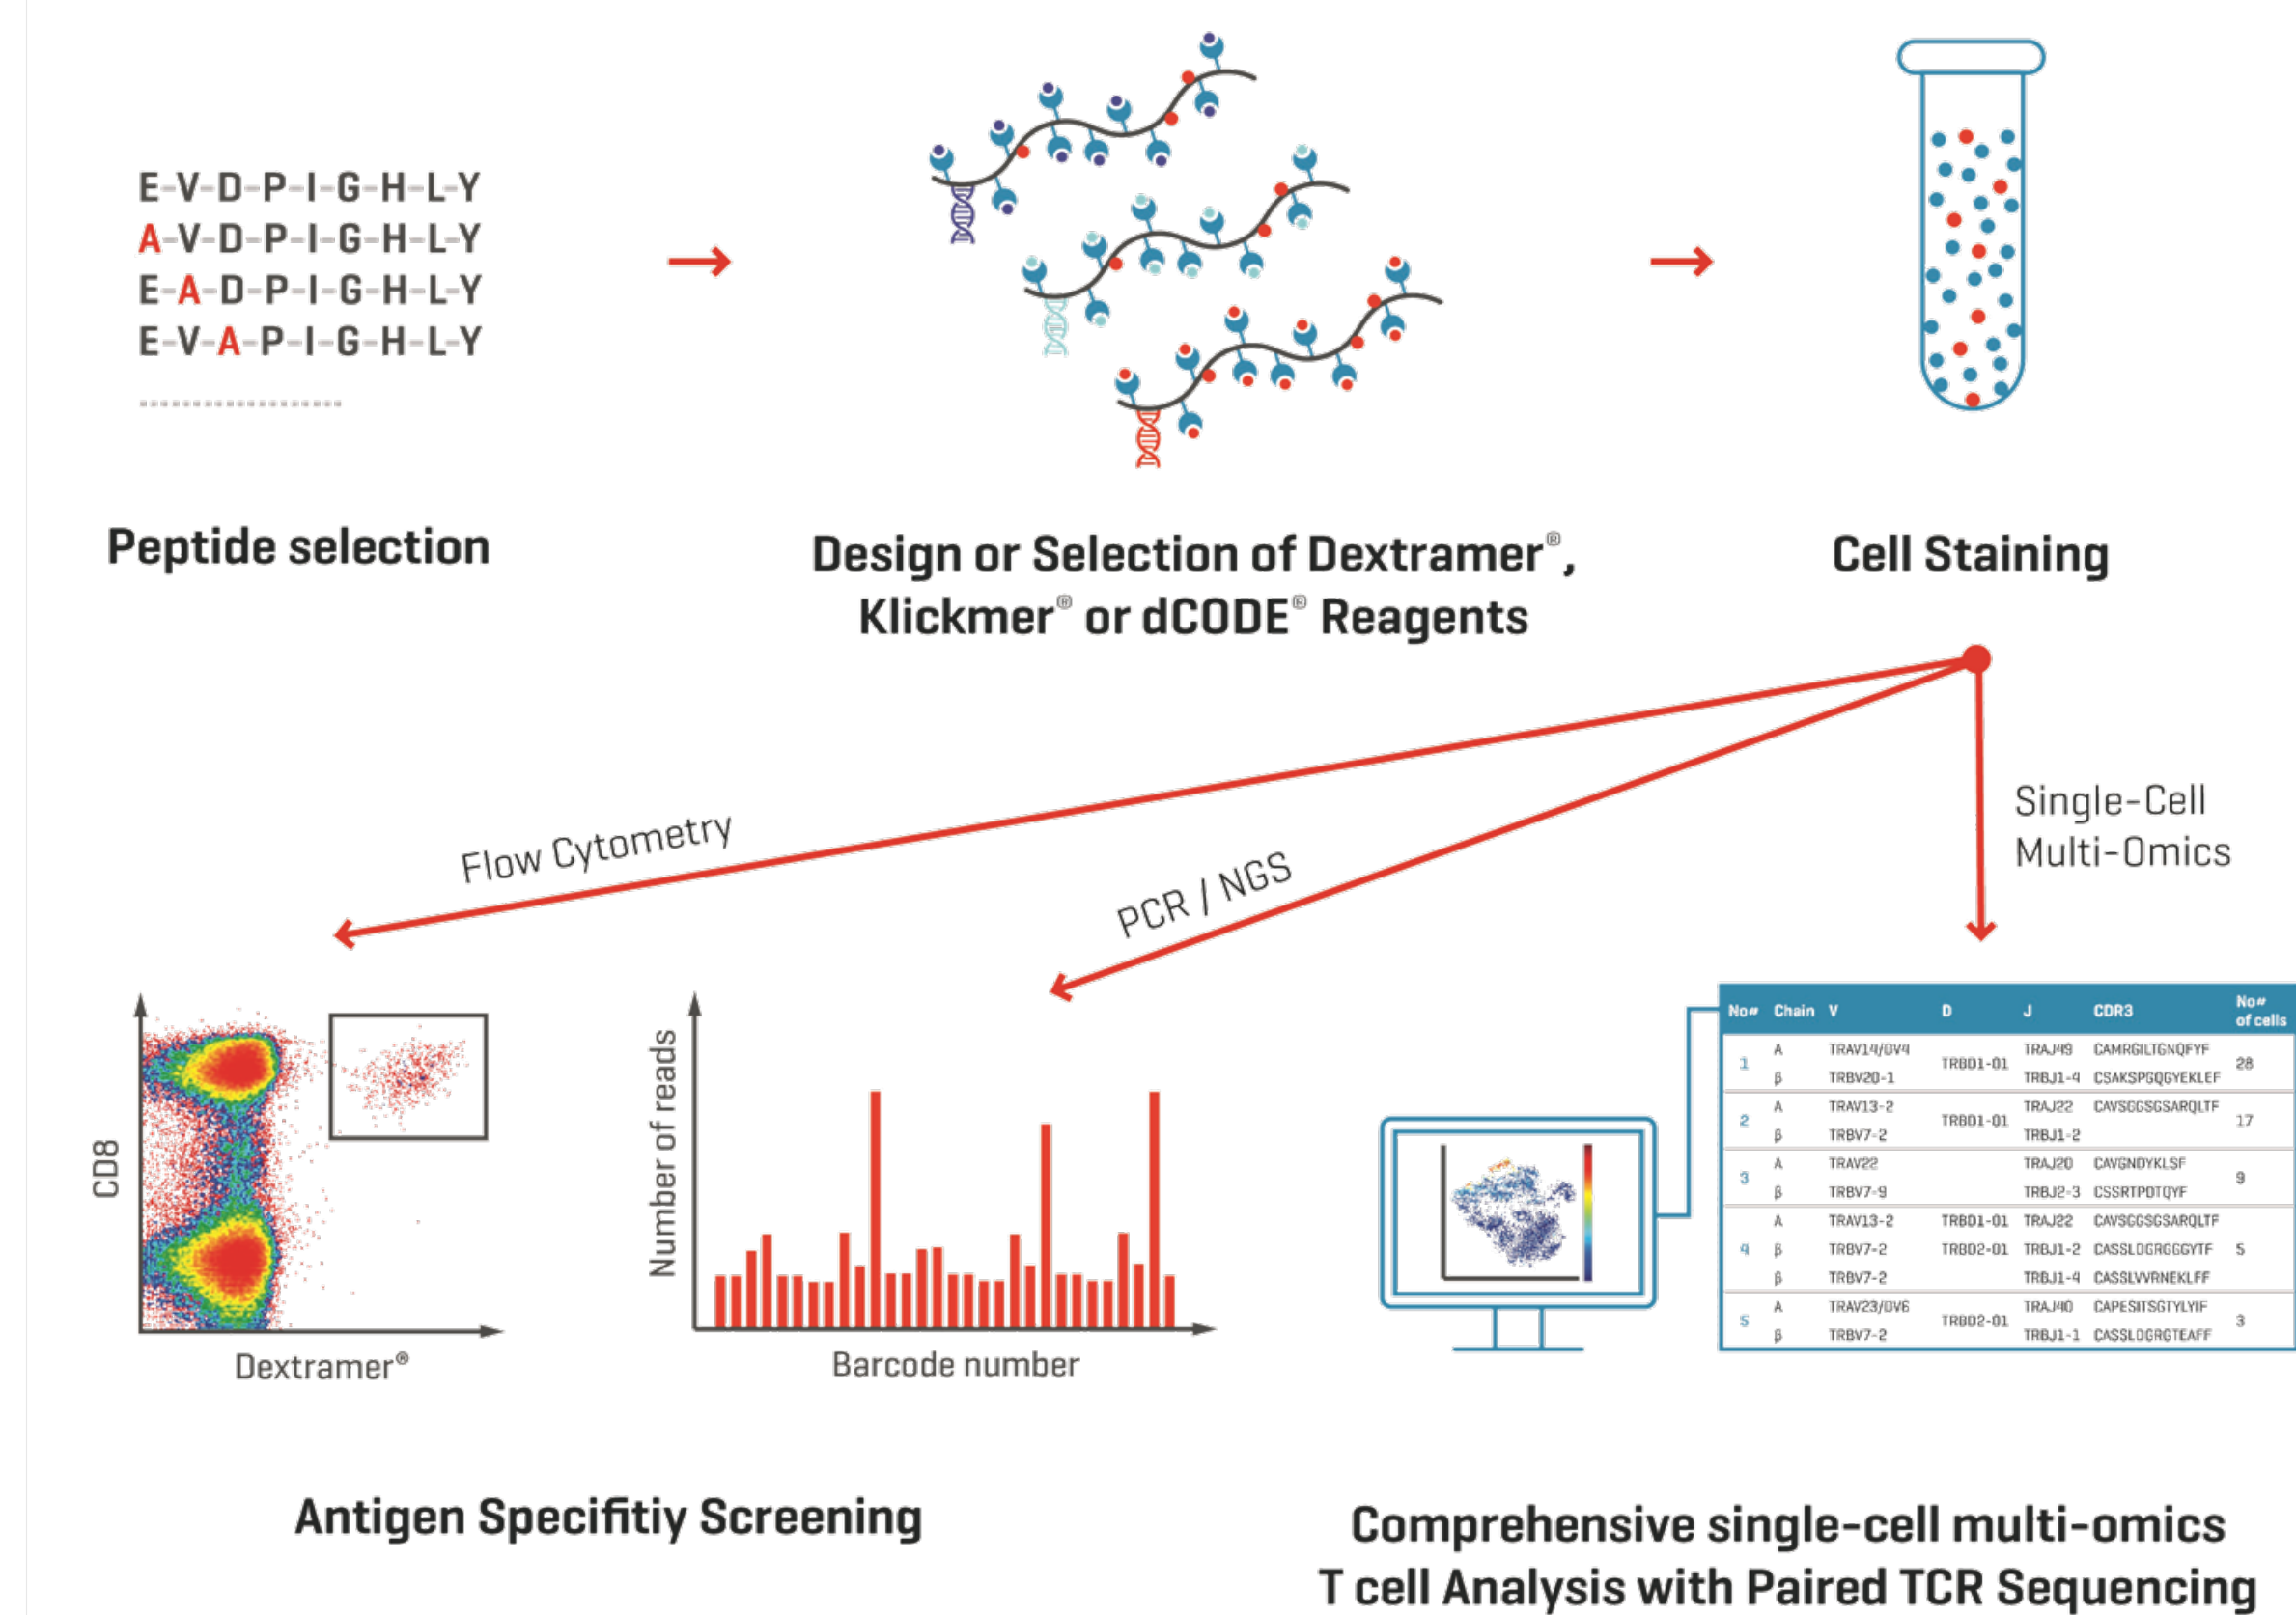 E-V-D-P-I-G-H-L-Y
A-V-D-P-I-G-H-L-Y
E-A-D-P-I-G-H-L-Y
E-V-A-P-I-G-H-L-Y
Peptide selection
Design or Selection of Dextramer®,
Klickmer® or dCODE® Reagents
Cell Staining
Flow Cytometry
PCR / NGS
Single-Cell
Multi-Omics
CD8
Dextramer®
Number of reads
Barcode number
No# Chain V D J CDR3 No# of cells
1 A TRAV14/DV4 TRBD1-01 TRAJ49 CAMRGILTGNQFYF 28
β TRBV20-1 TRBJ1-4 CSAKSPGQGYEKLEF
2 A TRAV13-2 TRBD1-01 TRAJ22 CAVSGGSGSARQLTF 17
β TRBV7-2 TRBJ1-2
3 A TRAV22 TRAJ20 CAVGNDYKLSF 9
β TRBV7-9 TRBJ2-3 CSSRTPDTQYF
A TRAV13-2 TRBD1-01 TRAJ22 CAVSGGSGSARQLTF
4 β TRBV7-2 TRBD2-01 TRBJ1-2 CASSLDGRGGGYTF 5
β TRBV7-2 TRBJ1-4 CASSLVVRNEKLFF
5 A TRAV23/DV6 TRBD2-01 TRAJ40 CAPESITSGTYLYIF 3
β TRBV7-2 TRBJ1-1 CASSLDGRGTEAFF
Antigen Specifitiy Screening
Comprehensive single-cell multi-omics
T cell Analysis with Paired TCR Sequencing